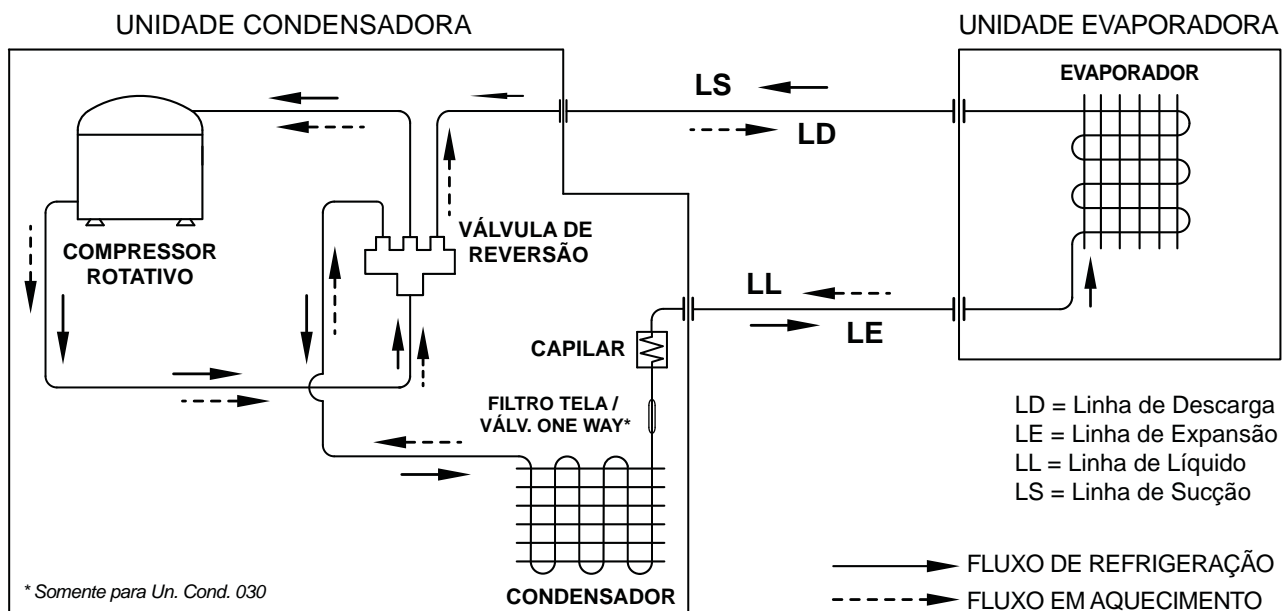 UNIDADE CONDENSADORA
UNIDADE EVAPORADORA
EVAPORADOR
LS
LD
COMPRESSOR
ROTATIVO
VÁLVULA DE
REVERSÃO
LL
LE
CAPILAR
FILTRO TELA /
VÁLV. ONE WAY*
CONDENSADOR
* Somente para Un. Cond. 030
LD = Linha de Descarga
LE = Linha de Expansão
LL = Linha de Líquido
LS = Linha de Sucção
FLUXO DE REFRIGERAÇÃO
FLUXO EM AQUECIMENTO